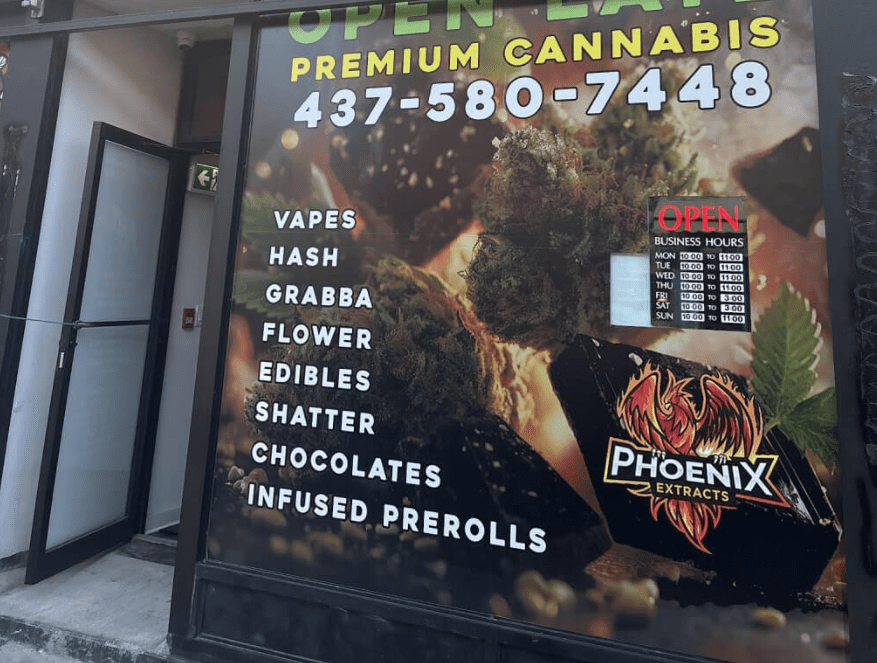 OPEN LATE
PREMIUM CANNABIS
437-580-7448
VAPES
HASH
GRABBA
FLOWER
EDIBLES
SHATTER
CHOCOLATES
INFUSED PREROLLS
OPEN
BUSINESS HOURS
MON 10:00 TO 11:00
TUE 10:00 TO 11:00
WED 10:00 TO 11:00
THU 10:00 TO 11:00
FRI 10:00 TO 3:00
SAT 10:00 TO 3:00
SUN 10:00 TO 11:00
PHOENIX
EXTRACTS